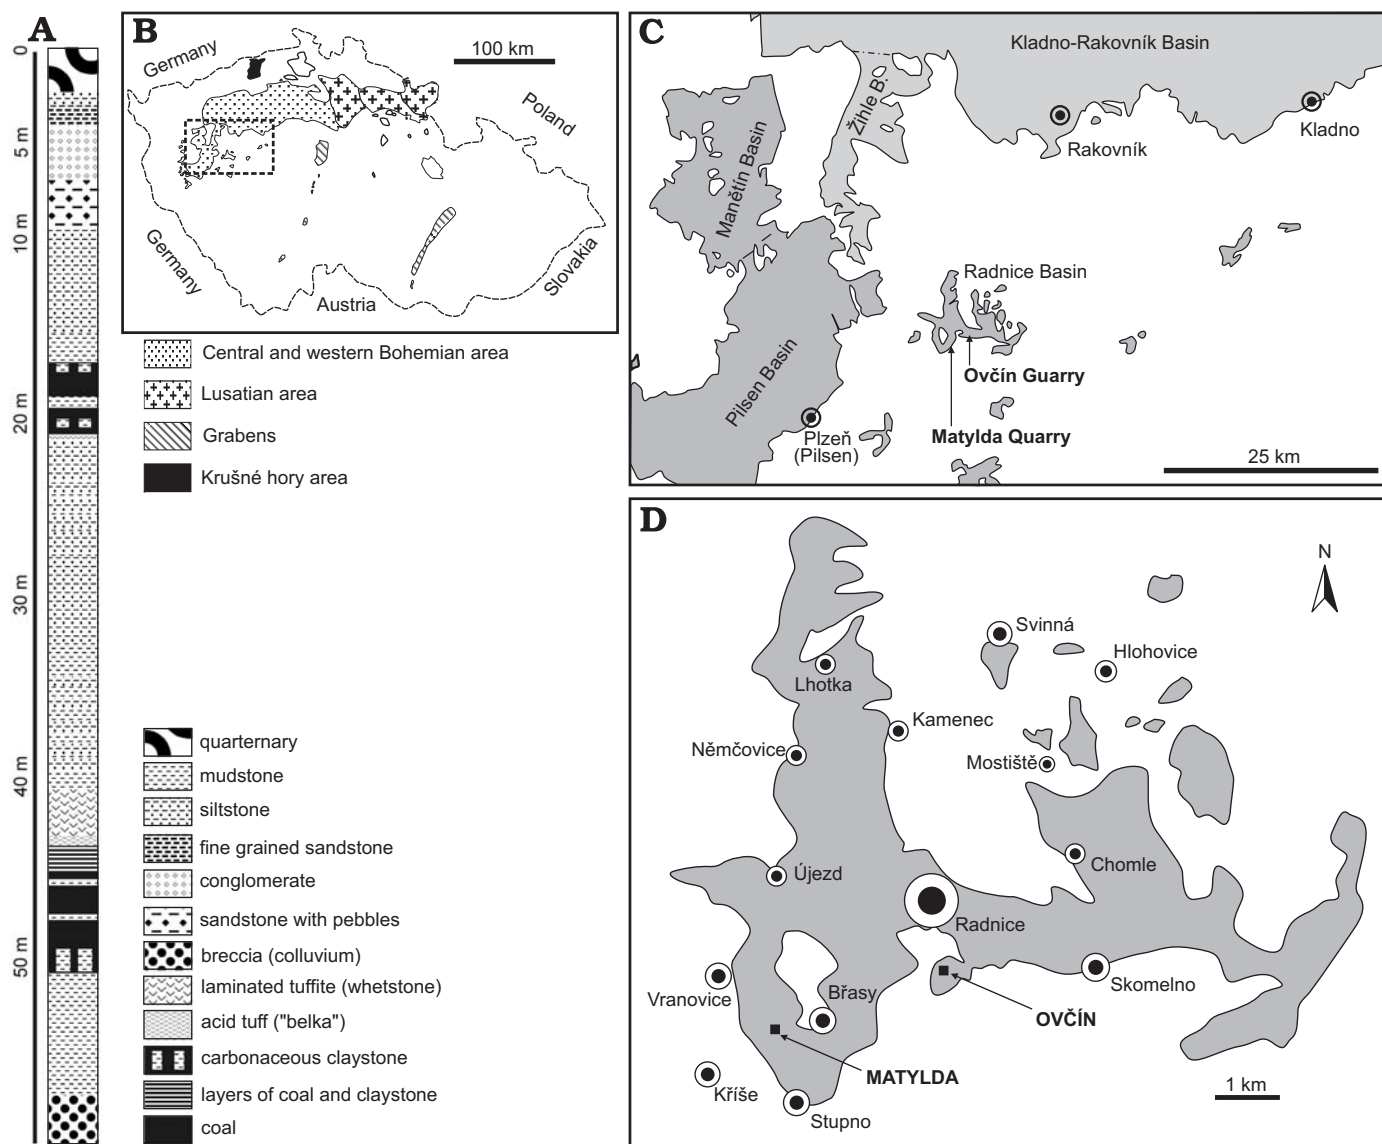 A
0
5 m
10 m
20 m
30 m
40 m
50 m
B
Germany
100 km
Poland
Germany
Slovakia
Austria
Central and western Bohemian area
Lusatian area
Grabens
Krušné hory area
quarternary
mudstone
siltstone
fine grained sandstone
conglomerate
sandstone with pebbles
breccia (colluvium)
laminated tuffite (whetstone)
acid tuff ("belka")
carbonaceous claystone
layers of coal and claystone
coal
C
Kladno-Rakovník Basin
Žihle B.
Manětín Basin
Rakovník
Kladno
Radnice Basin
Pilsen Basin
Ovčín Guarry
Matylda Quarry
Plzeň
(Pilsen)
25 km
D
N
Svinná
Hlohovice
Lhotka
Kamenec
Němčovice
Mostiště
Chomle
Újezd
Radnice
Skomelno
Vranovice
Břasy
OVČÍN
MATYLDA
Kříše
Stupno
1 km